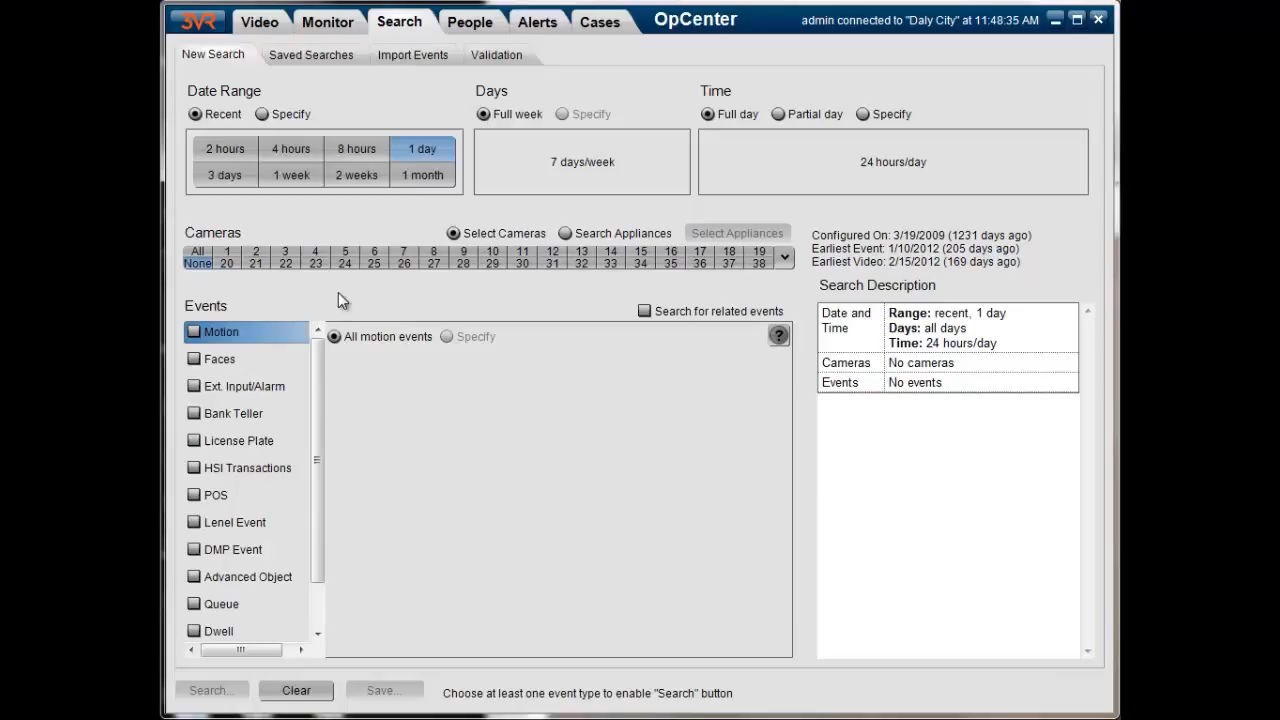 3VR Video Monitor Search People Alerts Cases OpCenter admin connected to "Daly City" at 11:48:35 AM
New Search Saved Searches Import Events Validation
Date Range Days Time
Recent Specify Full week Specify Full day Partial day Specify
2 hours 4 hours 8 hours 1 day
7 days/week 24 hours/day
3 days 1 week 2 weeks 1 month
Cameras Select Cameras Search Appliances Select Appliances
All 1 2 3 4 5 6 7 8 9 10 11 12 13 14 15 16 17 18 19
None 20 21 22 23 24 25 26 27 28 29 30 31 32 33 34 35 36 37 38
Configured On: 3/19/2009 (1231 days ago)
Earliest Event: 1/10/2012 (205 days ago)
Earliest Video: 2/15/2012 (169 days ago)
Events Search for related events
Motion
Faces
Ext. Input/Alarm
Bank Teller
License Plate
HSI Transactions
POS
Lenel Event
DMP Event
Advanced Object
Queue
Dwell
All motion events Specify ?
Search Description
Date and Time
Range: recent, 1 day
Days: all days
Time: 24 hours/day
Cameras No cameras
Events No events
Search... Clear Save... Choose at least one event type to enable "Search" button